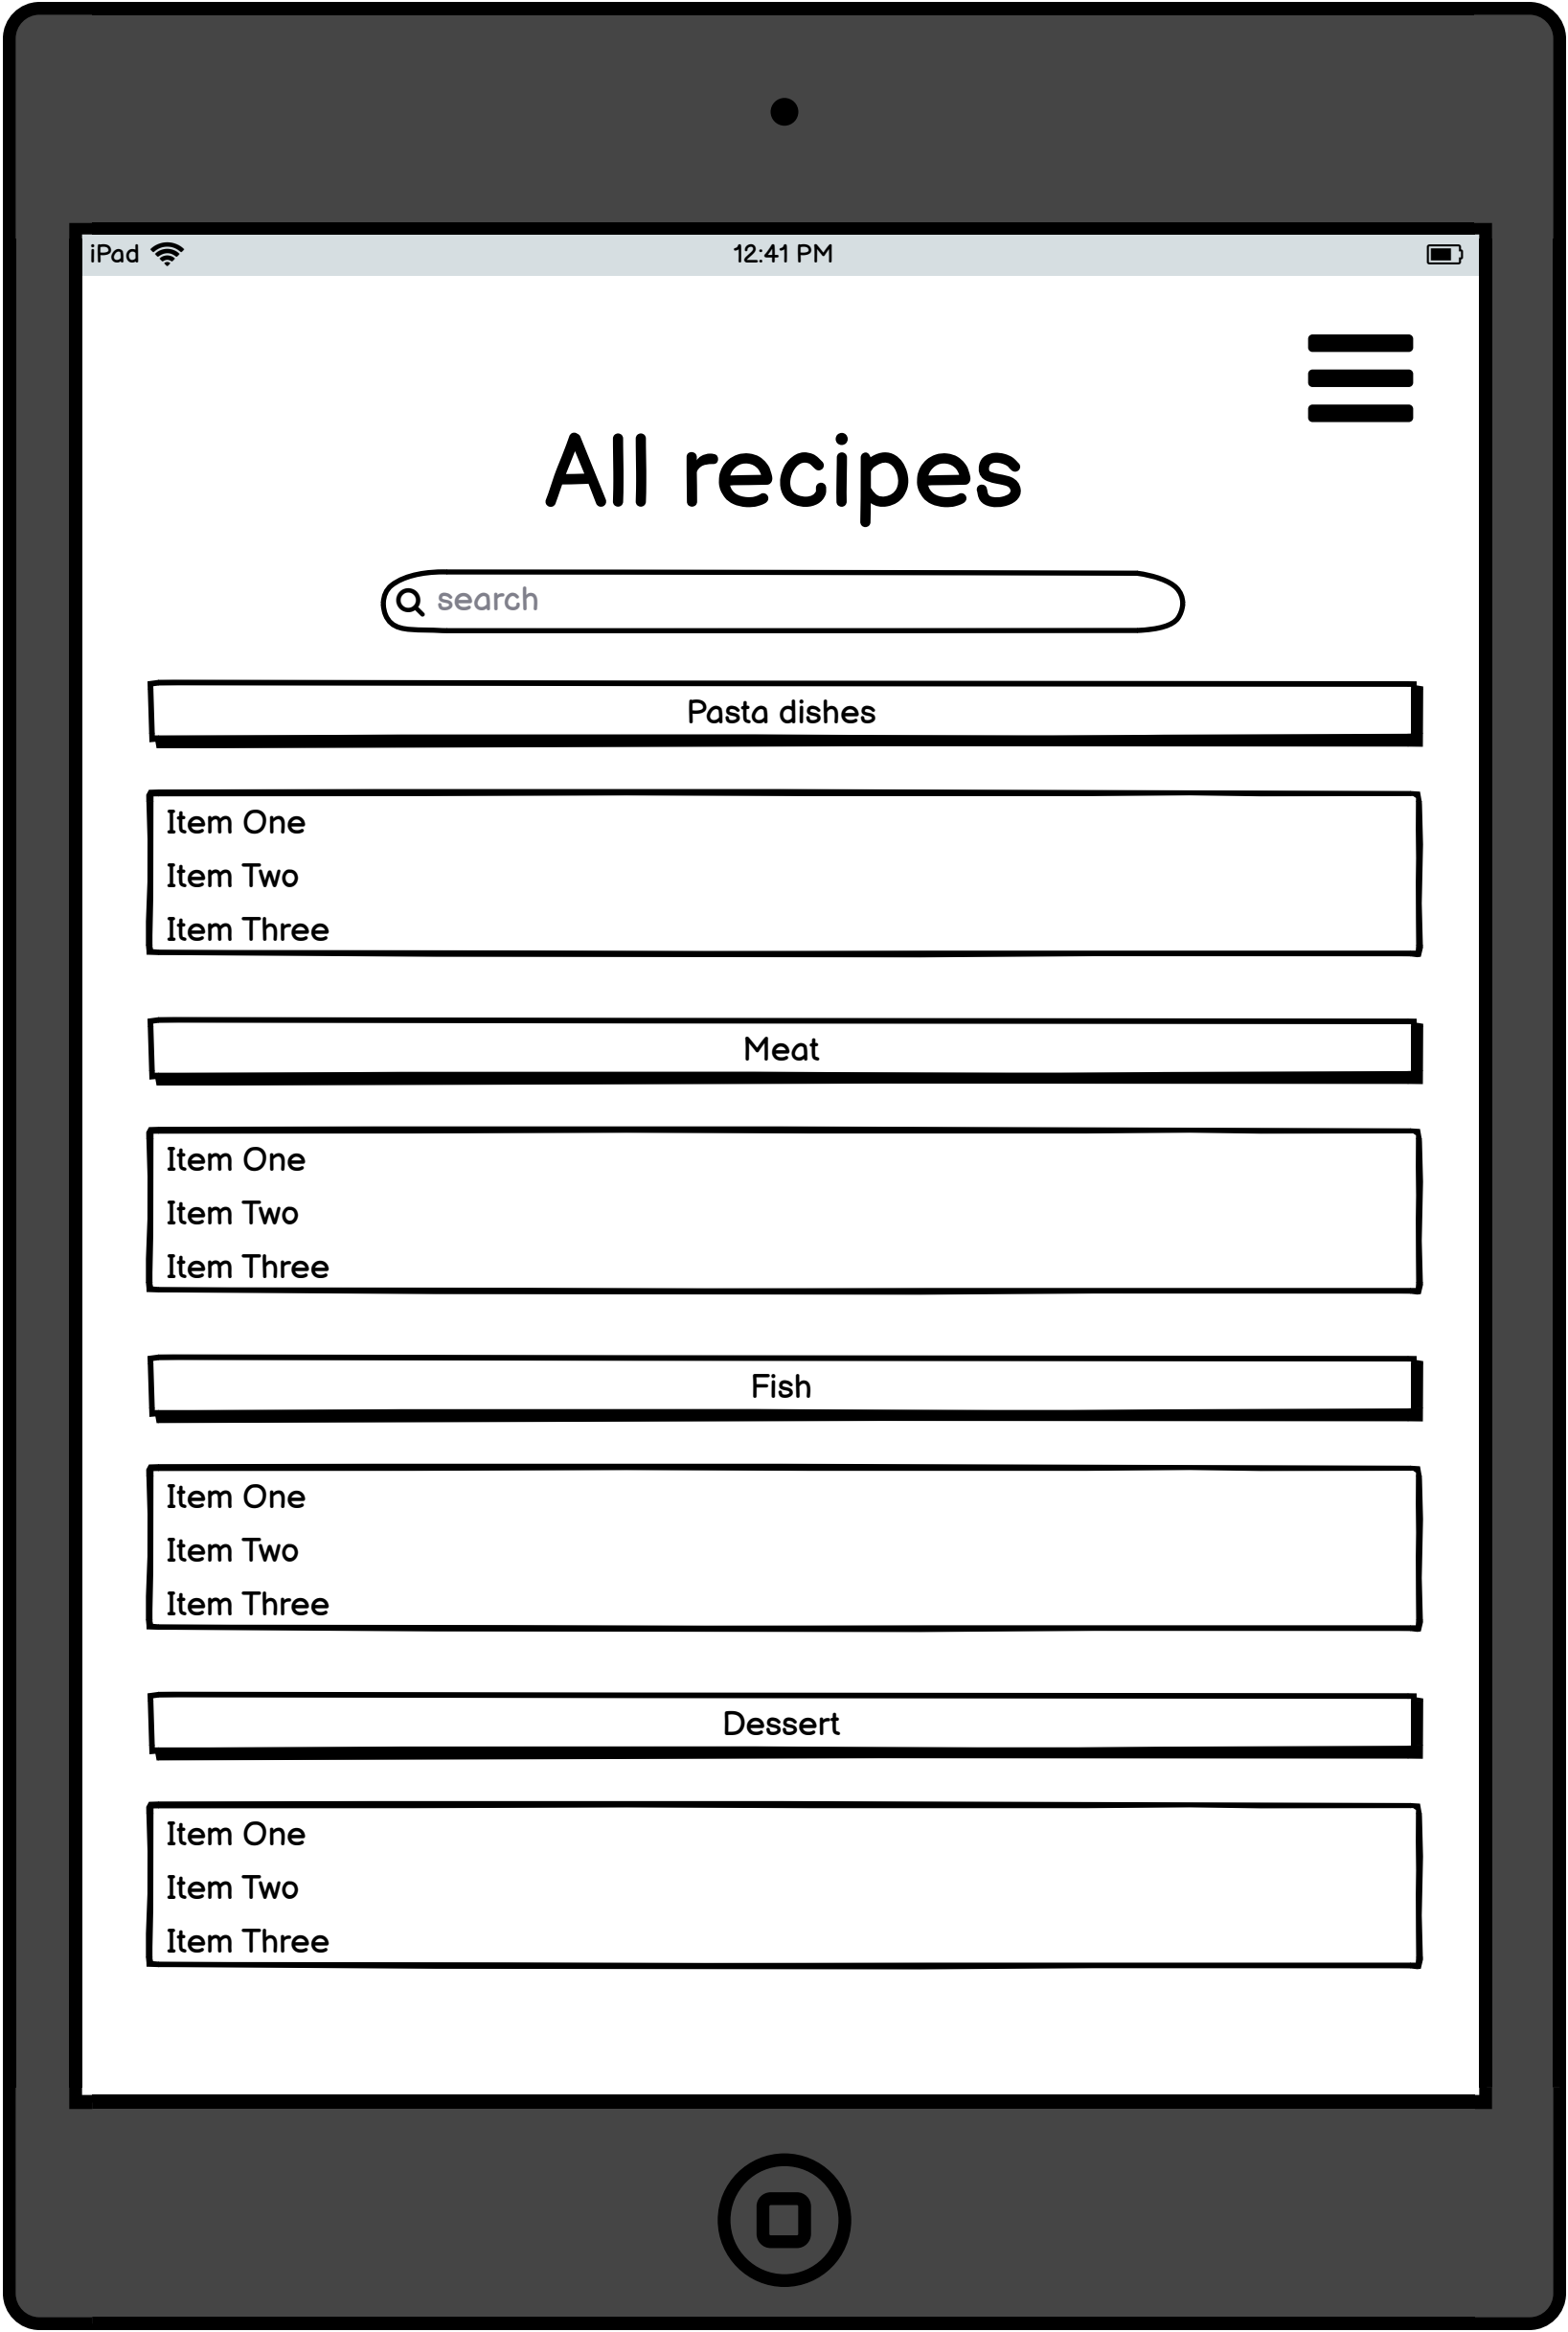 iPad 12:41 PM
All recipes
search
Pasta dishes
Item One
Item Two
Item Three
Meat
Item One
Item Two
Item Three
Fish
Item One
Item Two
Item Three
Dessert
Item One
Item Two
Item Three